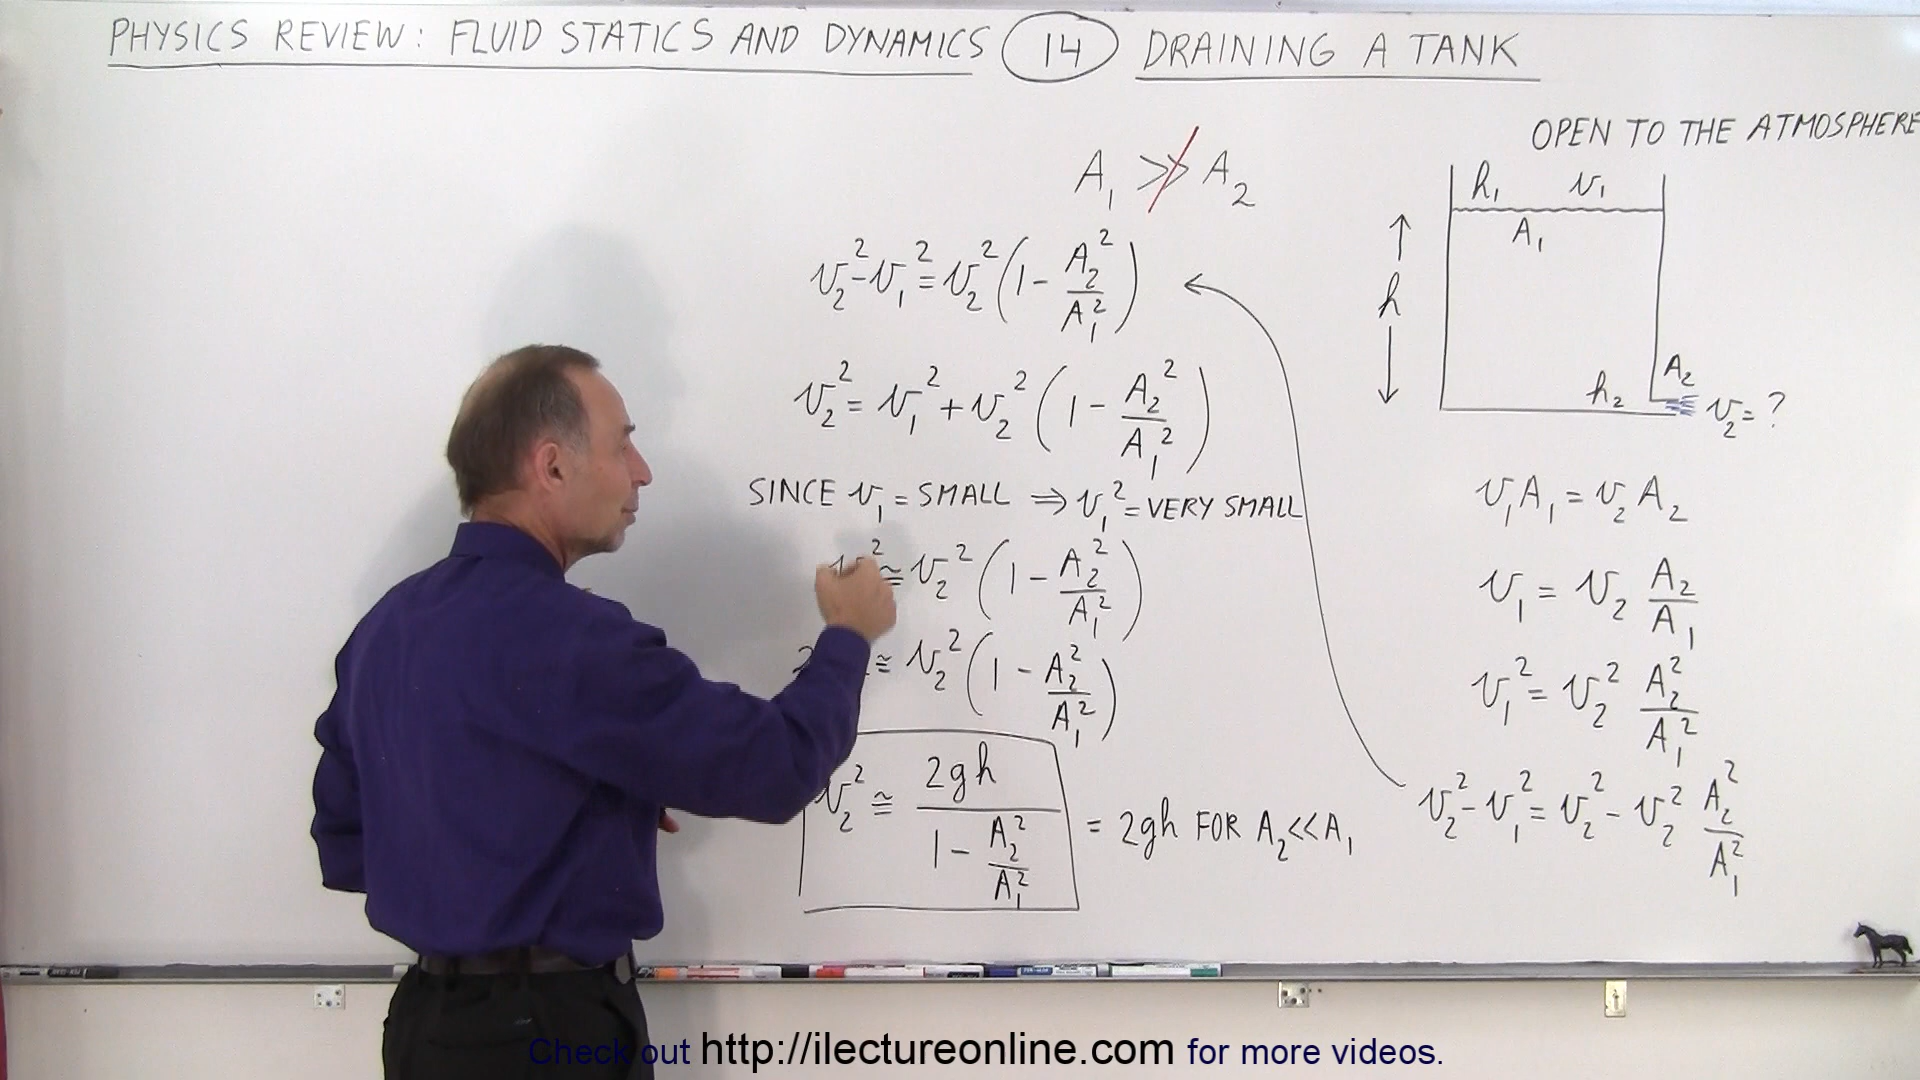 PHYSICS REVIEW: FLUID STATICS AND DYNAMICS 14 DRAINING A TANK
A₁ >> A₂
v₂² - v₁² = v₂² (1 - A₂²/A₁²)
v₂² = v₁² + v₂² (1 - A₂²/A₁²)
SINCE v₁ = SMALL ⇒ v₁² = VERY SMALL
² ≅ v₂² (1 - A₂²/A₁²)
2 ≅ v₂² (1 - A₂²/A₁²)
v₂² ≅ 2gh/(1 - A₂²/A₁²) = 2gh FOR A₂ << A₁
OPEN TO THE ATMOSPHERE
h₁ v₁
A₁
h
A₂
h₂ v₂ = ?
v₁A₁ = v₂A₂
v₁ = v₂ A₂/A₁
v₁² = v₂² A₂²/A₁²
v₂² - v₁² = v₂² - v₂² A₂²/A₁²
Check out http://ilectureonline.com for more videos.